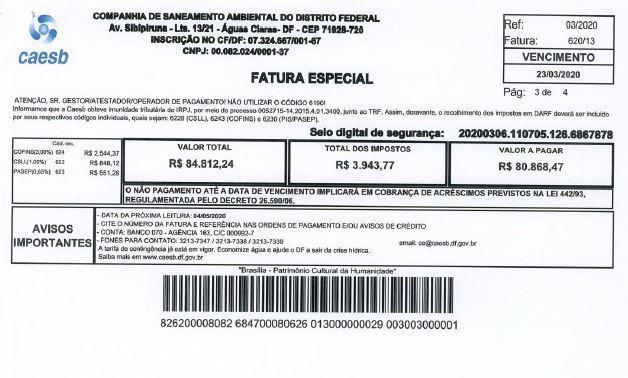 COMPANHIA DE SANEAMENTO AMBIENTAL DO DISTRITO FEDERAL
Av. Sibipiruna - Lts. 13/21 - Águas Claras- DF - CEP 71928-720
INSCRIÇÃO NO CF/DF: 07.324.667/001-67
CNPJ: 00.082.024/0001-37
caesb
Ref: 03/2020
Fatura: 620/13
VENCIMENTO
23/03/2020
FATURA ESPECIAL
Pág: 3 de 4
ATENÇÃO, SR. GESTOR/ATESTADOR/OPERADOR DE PAGAMENTO! NÃO UTILIZAR O CÓDIGO 6190!
Informamos que a Caesb obteve imunidade tributária do IRPJ, por meio do processo 0052715-14.2015.4.01.3400, junto ao TRF. Assim, doravante, o recolhimento dos impostos em DARF deverá ser incluído
por seus respectivos códigos individuais, quais sejam: 6228 (CSLL), 6243 (COFINS) e 6230 (PIS/PASEP).
Selo digital de segurança: 20200306.110705.126.6867878
Cód. rec.
COFINS(3,00%) 624 R$ 2.544,37
CSLL(1,00%) 622 R$ 848,12
PASEP(0,65%) 623 R$ 551,28
VALOR TOTAL
R$ 84.812,24
TOTAL DOS IMPOSTOS
R$ 3.943,77
VALOR A PAGAR
R$ 80.868,47
O NÃO PAGAMENTO ATÉ A DATA DE VENCIMENTO IMPLICARÁ EM COBRANÇA DE ACRÉSCIMOS PREVISTOS NA LEI 442/93,
REGULAMENTADA PELO DECRETO 26.590/06.
AVISOS
IMPORTANTES
- DATA DA PRÓXIMA LEITURA: 04/05/2020
- CITE O NÚMERO DA FATURA E REFERÊNCIA NAS ORDENS DE PAGAMENTO E/OU AVISOS DE CRÉDITO
- CONTA: BANCO 070 - AGÊNCIA 163, C/C 000992-7
- FONES PARA CONTATO: 3213-7347 / 3213-7338 / 3213-7339 email: co@caesb.df.gov.br
A tarifa de contingência já está em vigor. Economize água e ajude o DF a sair da crise hídrica.
Saiba mais em www.caesb.df.gov.br
"Brasília - Patrimônio Cultural da Humanidade"
826200008082 684700080626 013000000029 003003000001